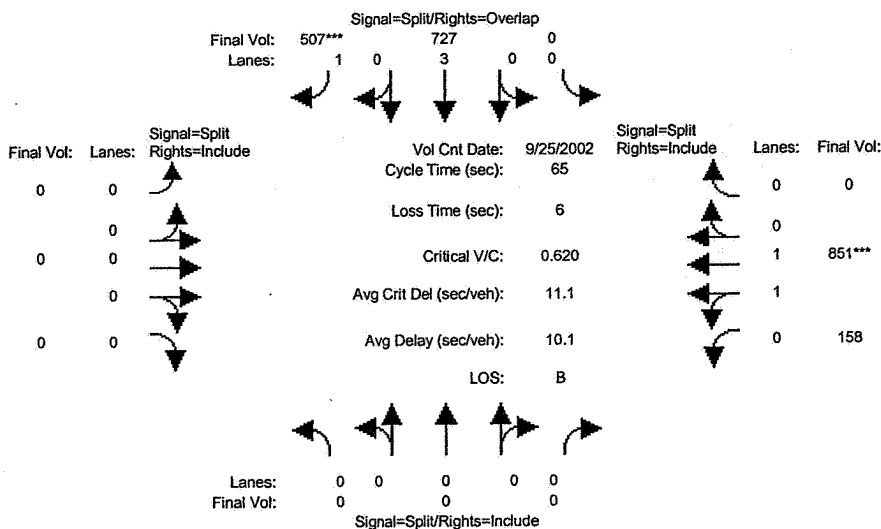 Signal=Split/Rights=Overlap
Final Vol: 507*** 727 0
Lanes: 1 0 3 0 0
Signal=Split
Rights=Include
Final Vol: Lanes:
0 0
0
0 0
0
0 0
Vol Cnt Date: 9/25/2002
Cycle Time (sec): 65
Loss Time (sec): 6
Critical V/C: 0.620
Avg Crit Del (sec/veh): 11.1
Avg Delay (sec/veh): 10.1
LOS: B
Signal=Split
Rights=Include
Lanes: Final Vol:
0 0
0
1 851***
1
0 158
Lanes: 0 0 0 0 0
Final Vol: 0 0 0
Signal=Split/Rights=Include